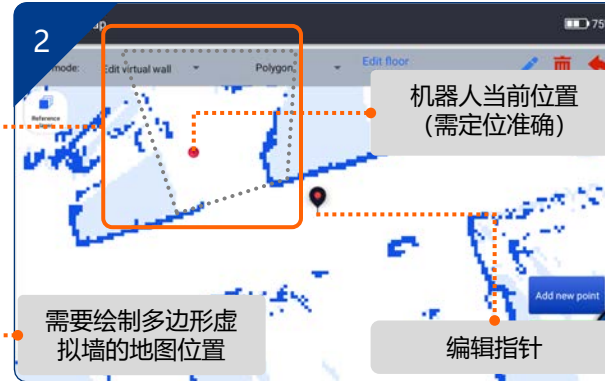 2
up
75
mode:
Edit virtual wall
Polygon
Edit floor
Reference
机器人当前位置
（需定位准确）
Add new point
需要绘制多边形虚
拟墙的地图位置
编辑指针